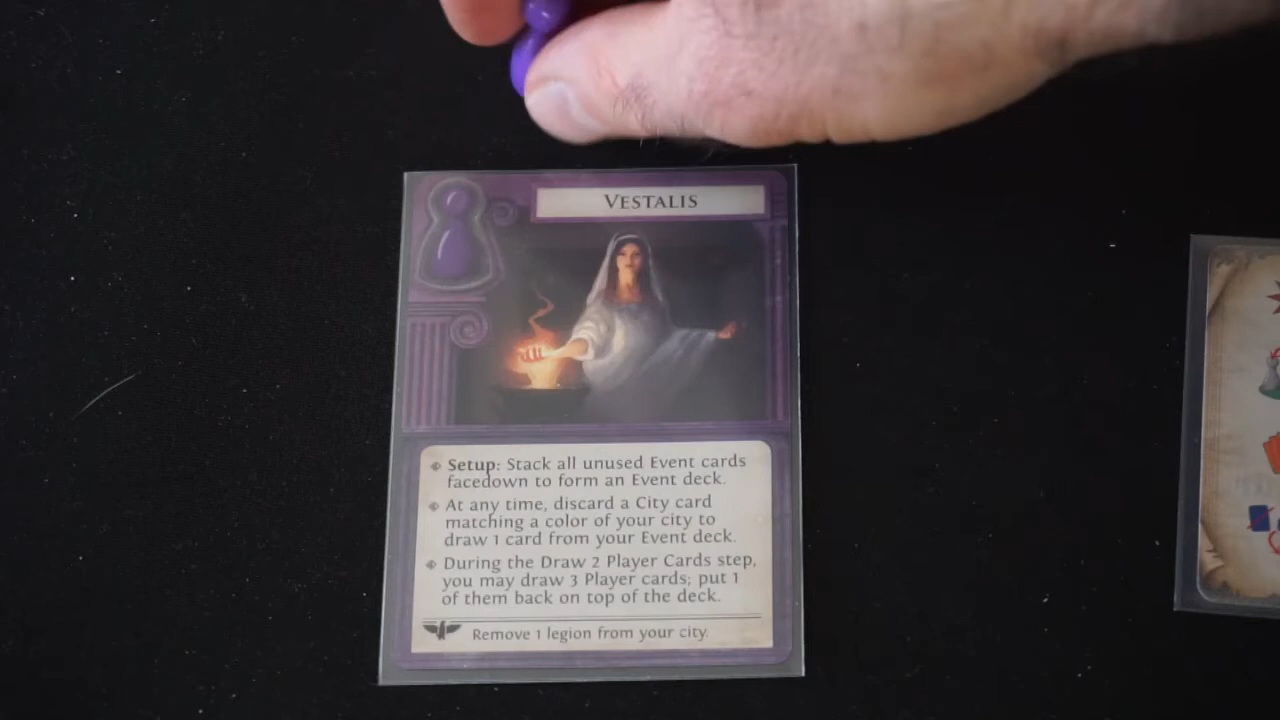 VESTALIS
Setup: Stack all unused Event cards
facedown to form an Event deck.
At any time, discard a City card
matching a color of your city to
draw 1 card from your Event deck.
During the Draw 2 Player Cards step,
you may draw 3 Player cards; put 1
of them back on top of the deck.
Remove 1 legion from your city.